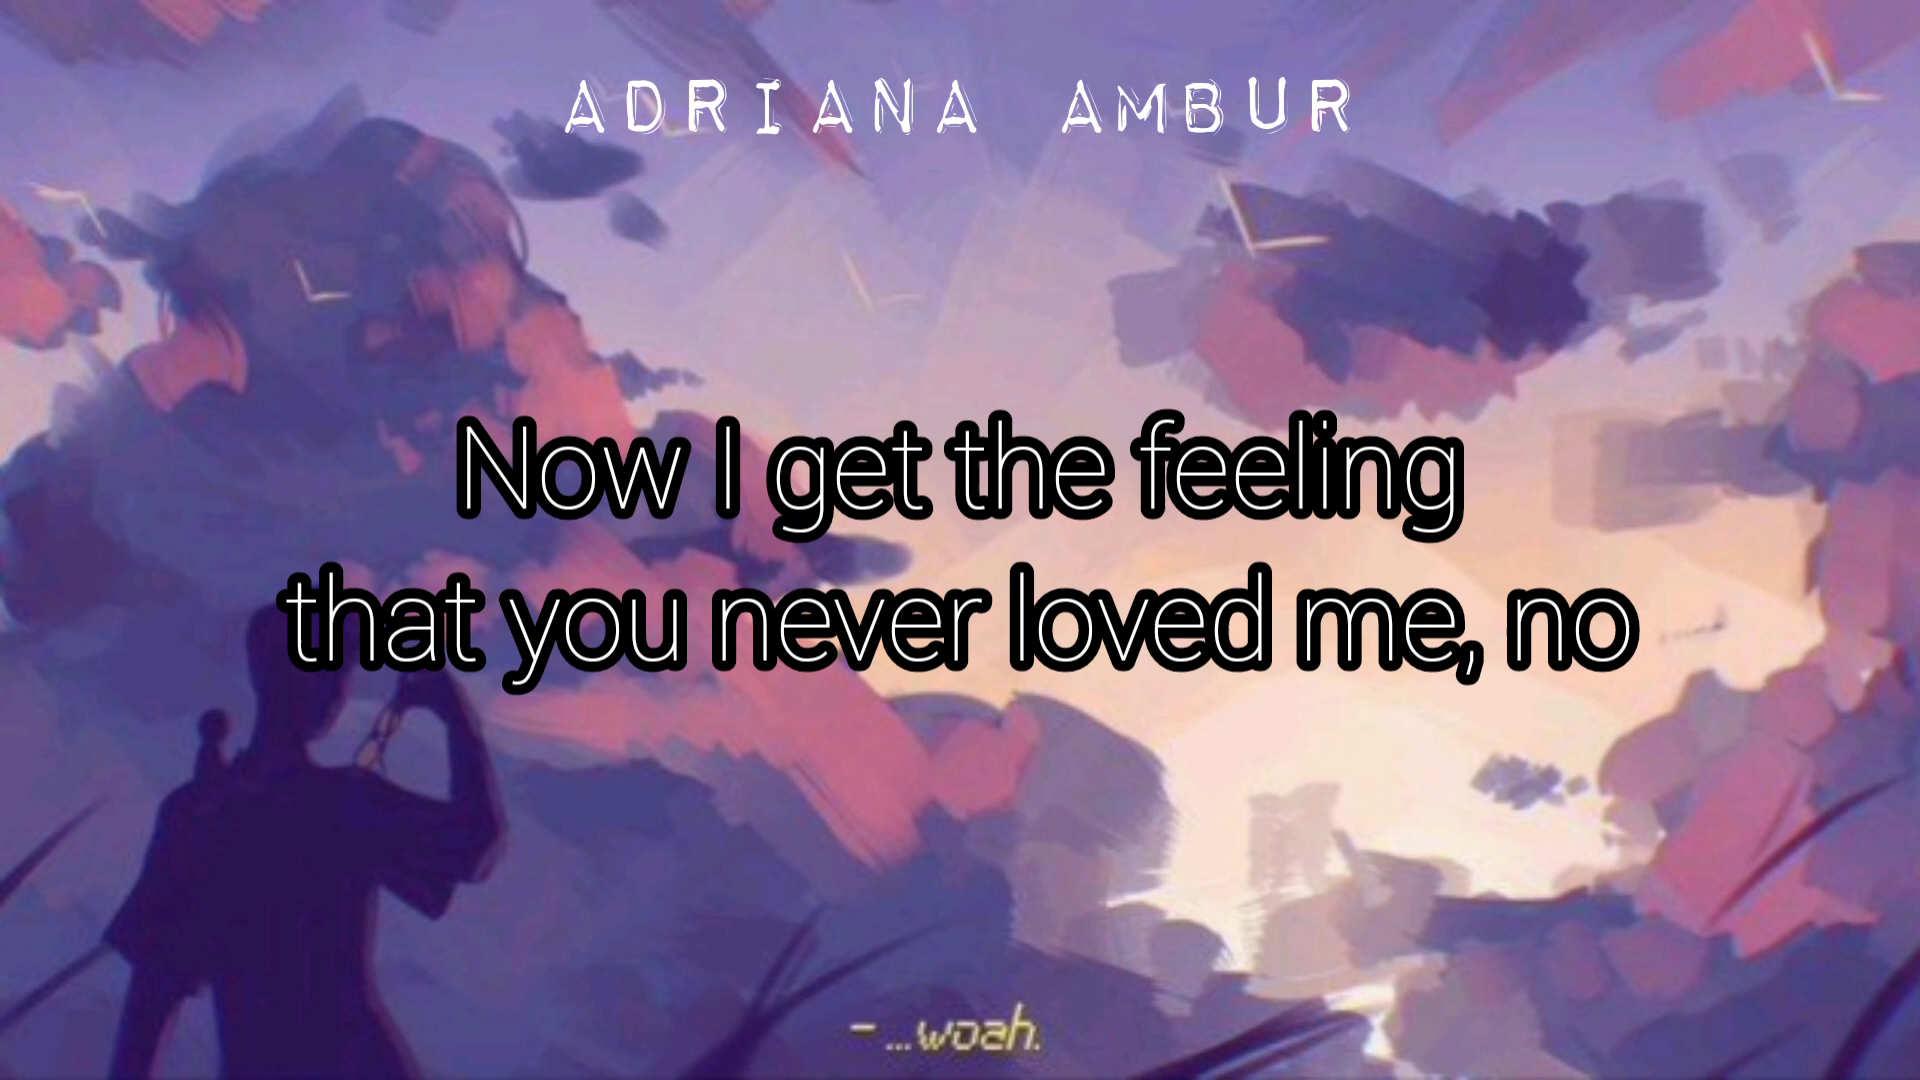 ADRIANA AMBUR
Now I get the feeling
that you never loved me, no
- ...woah.